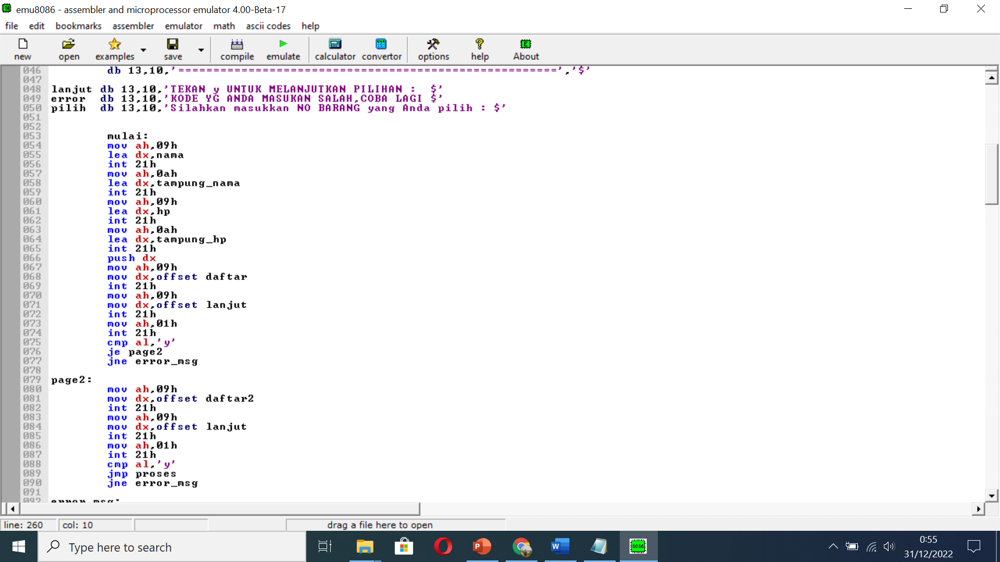 emu8086 - assembler and microprocessor emulator 4.00-Beta-17
file edit bookmarks assembler emulator math ascii codes help
new open examples save compile emulate calculator convertor options help About
046 db 13,10,'======================================================','$'
047
048 lanjut db 13,10,'TEKAN y UNTUK MELANJUTKAN PILIHAN :  $'
049 error db 13,10,'KODE YG ANDA MASUKAN SALAH,COBA LAGI $'
050 pilih db 13,10,'Silahkan masukkan NO BARANG yang Anda pilih : $'
051
052
053 mulai:
054 mov ah,09h
055 lea dx,nama
056 int 21h
057 mov ah,0ah
058 lea dx,tampung_nama
059 int 21h
060 mov ah,09h
061 lea dx,hp
062 int 21h
063 mov ah,0ah
064 lea dx,tampung_hp
065 int 21h
066 push dx
067 mov ah,09h
068 mov dx,offset daftar
069 int 21h
070 mov ah,09h
071 mov dx,offset lanjut
072 int 21h
073 mov ah,01h
074 int 21h
075 cmp al,'y'
076 je page2
077 jne error_msg
078
079 page2:
080 mov ah,09h
081 mov dx,offset daftar2
082 int 21h
083 mov ah,09h
084 mov dx,offset lanjut
085 int 21h
086 mov ah,01h
087 int 21h
088 cmp al,'y'
089 jmp proses
090 jne error_msg
091
092 error_msg:
line: 260 col: 10 drag a file here to open
Type here to search
0:55
31/12/2022